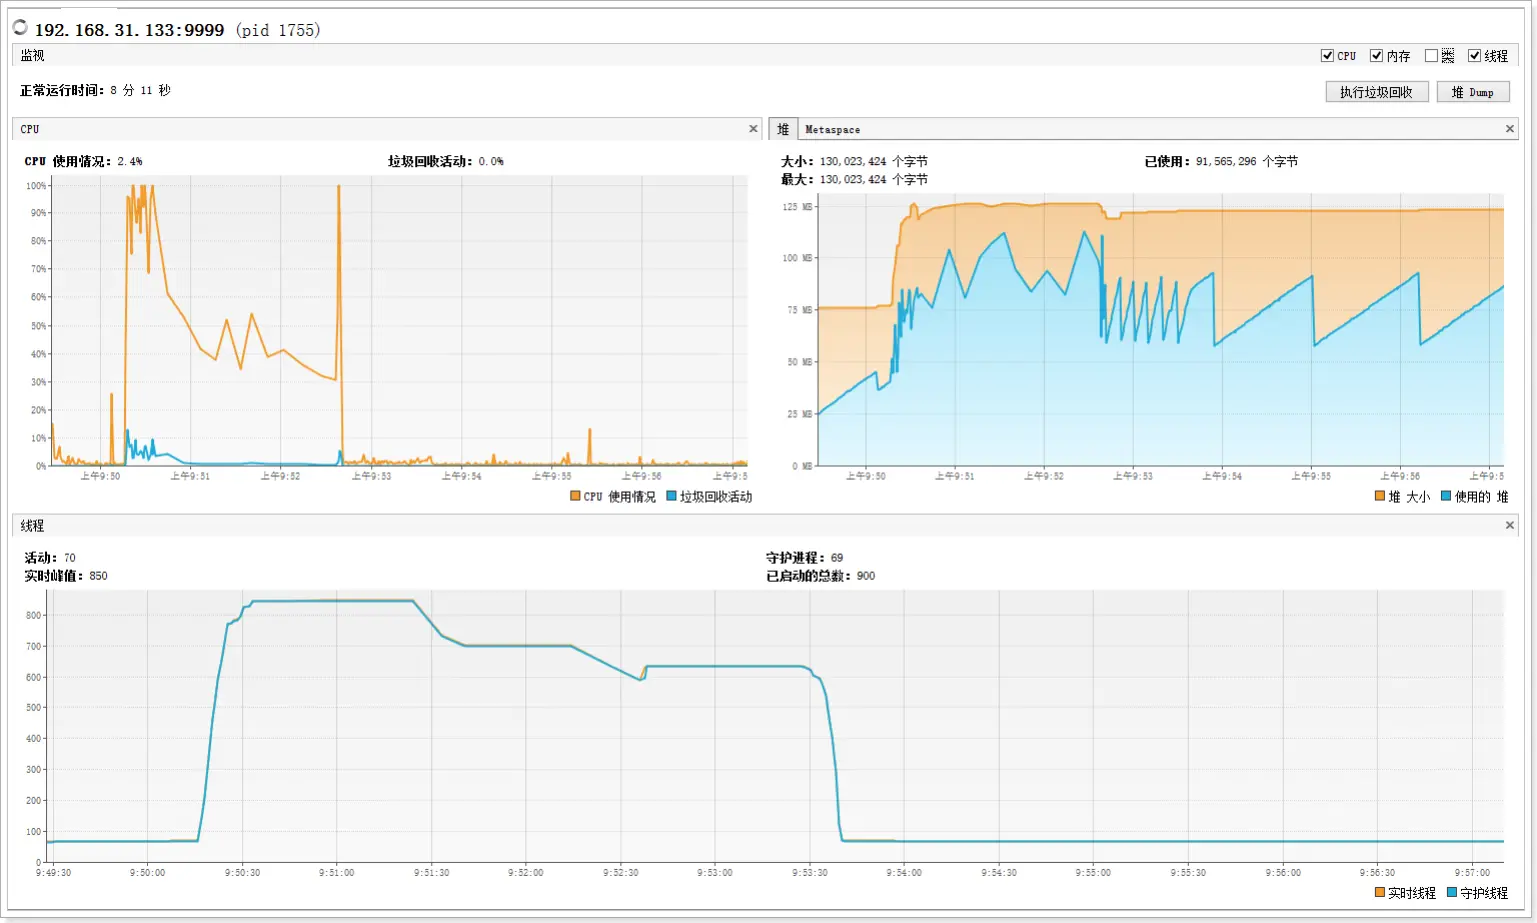 192.168.31.133:9999 (pid 1755)
监视
CPU 内存 类 线程
正常运行时间: 8 分 11 秒
执行垃圾回收 堆 Dump
CPU
CPU 使用情况: 2.4% 垃圾回收活动: 0.0%
100%
90%
80%
70%
60%
50%
40%
30%
20%
10%
0%
上午9:50 上午9:51 上午9:52 上午9:53 上午9:54 上午9:55 上午9:56 上午9:5
CPU 使用情况 垃圾回收活动
堆 Metaspace
大小: 130,023,424 个字节 已使用: 91,565,296 个字节
最大: 130,023,424 个字节
125 MB
100 MB
75 MB
50 MB
25 MB
0 MB
上午9:50 上午9:51 上午9:52 上午9:53 上午9:54 上午9:55 上午9:56 上午9:5
堆 大小 使用的 堆
线程
活动: 70 守护进程: 69
实时峰值: 850 已启动的总数: 900
800
700
600
500
400
300
200
100
0
9:49:30 9:50:00 9:50:30 9:51:00 9:51:30 9:52:00 9:52:30 9:53:00 9:53:30 9:54:00 9:54:30 9:55:00 9:55:30 9:56:00 9:56:30 9:57:00
实时线程 守护线程